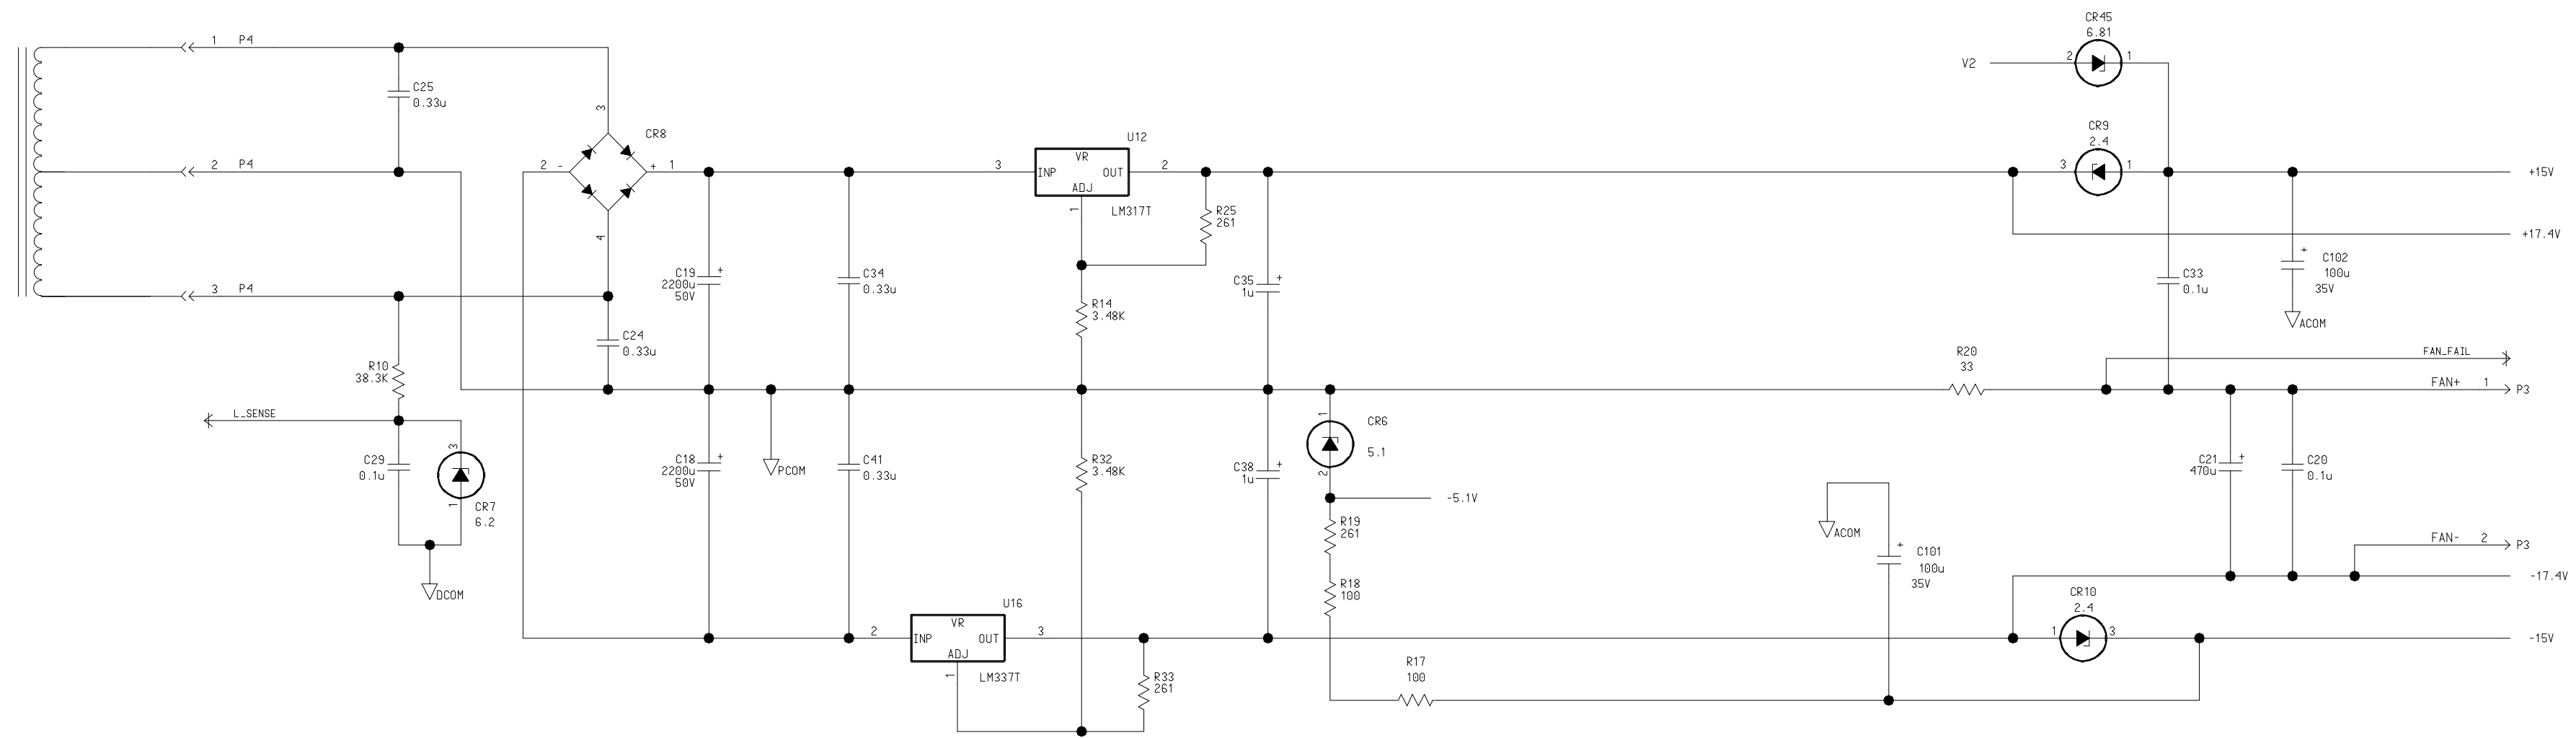 CR45
6.81
V2
2
1
1
P4
C25
0.33u
3
CR8
2
P4
2
-
+
1
4
3
P4
C24
0.33u
R10
38.3K
L_SENSE
C29
0.1u
3
1
CR7
6.2
DCOM
C19
+
2200u
50V
C34
0.33u
C18
+
2200u
50V
PCOM
C41
0.33u
3
U12
VR
INP
OUT
ADJ
LM317T
1
2
R25
261
R14
3.48K
C35
+
1u
R32
3.48K
C38
+
1u
2
U16
VR
INP
OUT
ADJ
LM337T
1
3
R33
261
1
CR6
5.1
2
-5.1V
R19
261
R18
100
R17
100
ACOM
+
C101
100u
35V
CR9
2.4
3
1
+15V
+17.4V
C33
0.1u
+
C102
100u
35V
ACOM
R20
33
FAN_FAIL
FAN+
1
P3
C21
+
470u
C20
0.1u
FAN-
2
P3
-17.4V
CR10
2.4
1
3
-15V